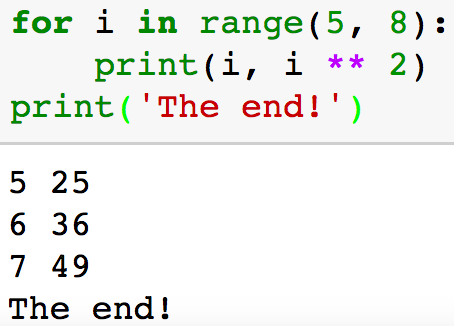 for i in range(5, 8):
    print(i, i ** 2)
print('The end!')
5 25
6 36
7 49
The end!